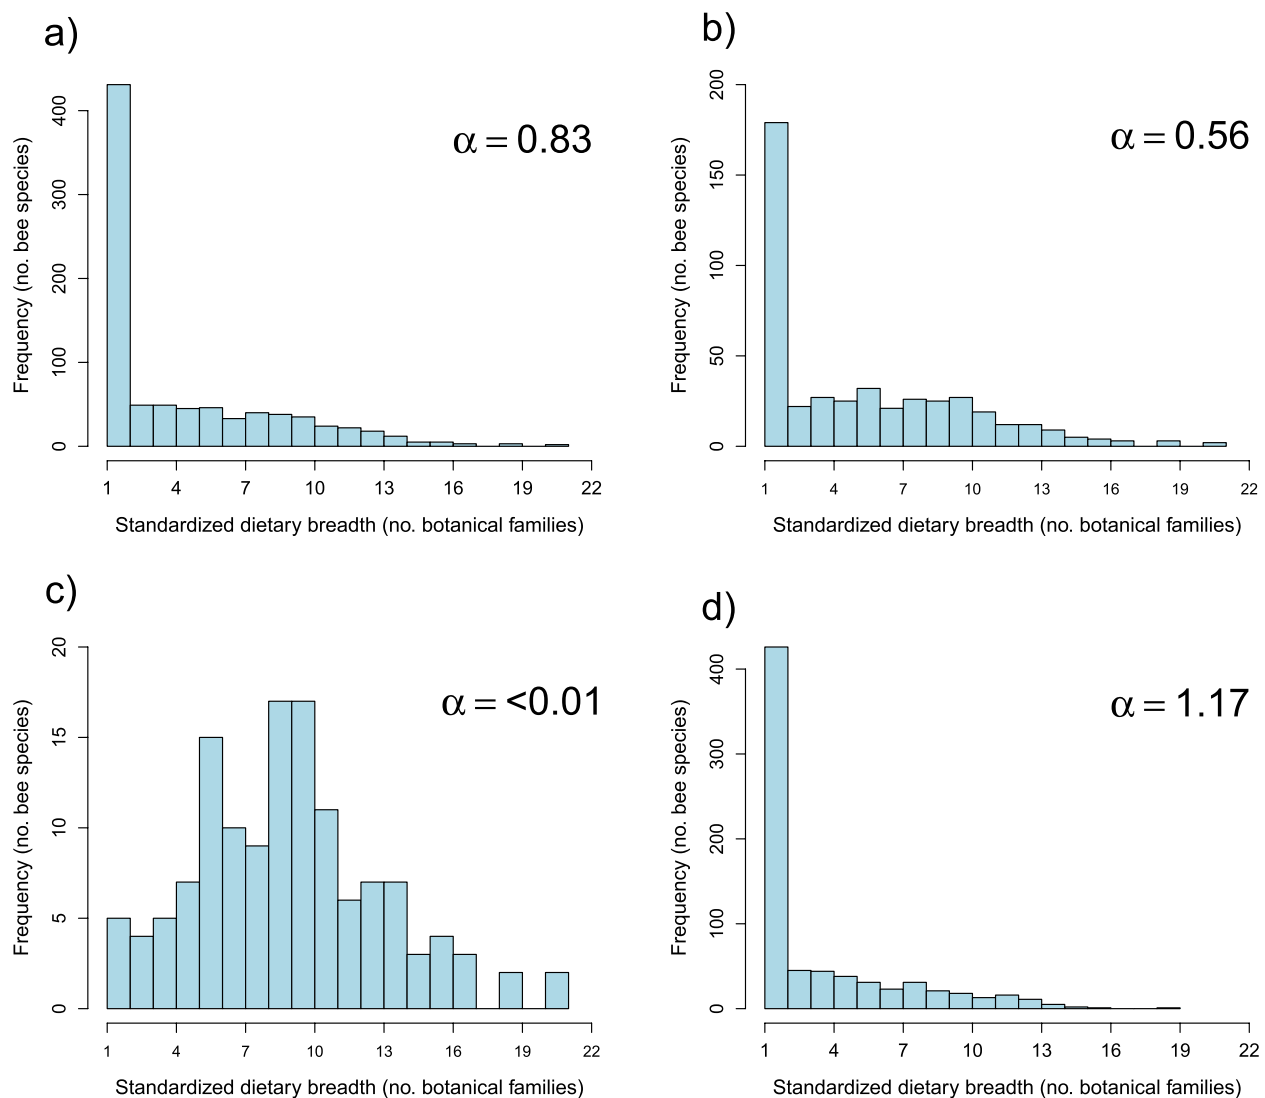 a)
α = 0.83
Frequency (no. bee species)
0 100 200 300 400
1 4 7 10 13 16 19 22
Standardized dietary breadth (no. botanical families)
b)
α = 0.56
Frequency (no. bee species)
0 50 100 150 200
1 4 7 10 13 16 19 22
Standardized dietary breadth (no. botanical families)
c)
α = <0.01
Frequency (no. bee species)
0 5 10 15 20
1 4 7 10 13 16 19 22
Standardized dietary breadth (no. botanical families)
d)
α = 1.17
Frequency (no. bee species)
0 100 200 300 400
1 4 7 10 13 16 19 22
Standardized dietary breadth (no. botanical families)